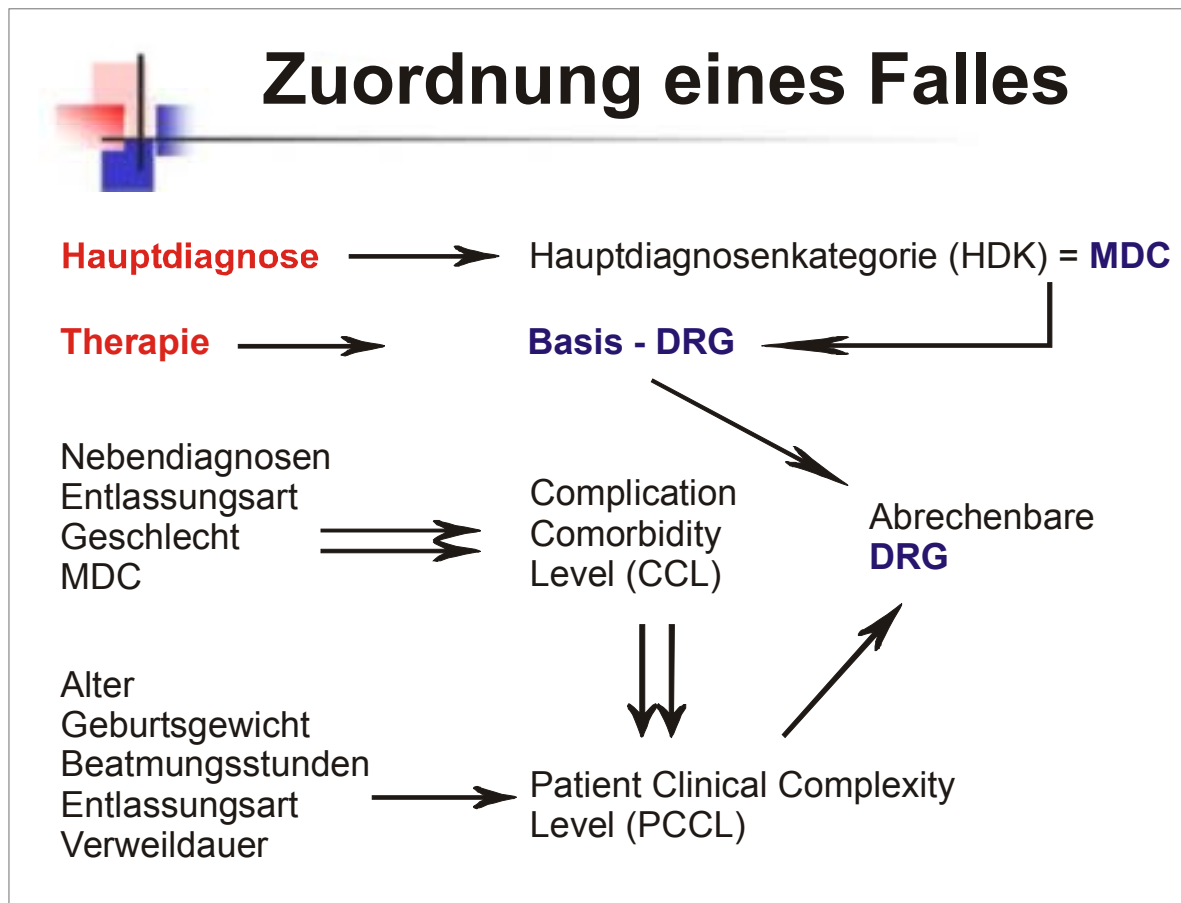 Zuordnung eines Falles
Hauptdiagnose
Hauptdiagnosenkategorie (HDK) = MDC
Therapie
Basis - DRG
Nebendiagnosen
Entlassungsart
Geschlecht
MDC
Complication
Comorbidity
Level (CCL)
Abrechenbare
DRG
Alter
Geburtsgewicht
Beatmungsstunden
Entlassungsart
Verweildauer
Patient Clinical Complexity
Level (PCCL)